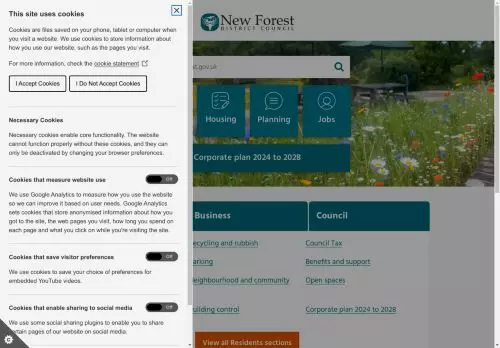 This site uses cookies
Cookies are files saved on your phone, tablet or computer
when you visit a website. We use cookies to store information
about how you use our website, such as the pages you visit.
For more information, check the cookie statement
I Accept Cookies
I Do Not Accept Cookies
Necessary Cookies
Necessary cookies enable core functionality. The website
cannot function properly without these cookies, and they can
only be deactivated by changing your browser preferences.
Cookies that measure website use
Off
We use Google Analytics to measure how you use the website
so we can improve it based on user needs. Google Analytics
sets cookies that store anonymised information about how you
got to the site, the web pages you visit, how long you spend on
each page and what you click on while you're visiting the site.
Cookies that save visitor preferences
Off
We use cookies to save your choice of preferences for
embedded YouTube videos.
Cookies that enable sharing to social media
Off
We use some social sharing plugins to enable you to share
certain pages of our website on social media.
New Forest
DISTRICT COUNCIL
st.gov.uk
Housing
Planning
Jobs
Corporate plan 2024 to 2028
Business
Council
ecycling and rubbish
Council Tax
arking
Benefits and support
eighbourhood and community
Open spaces
uilding control
Corporate plan 2024 to 2028
View all Residents sections